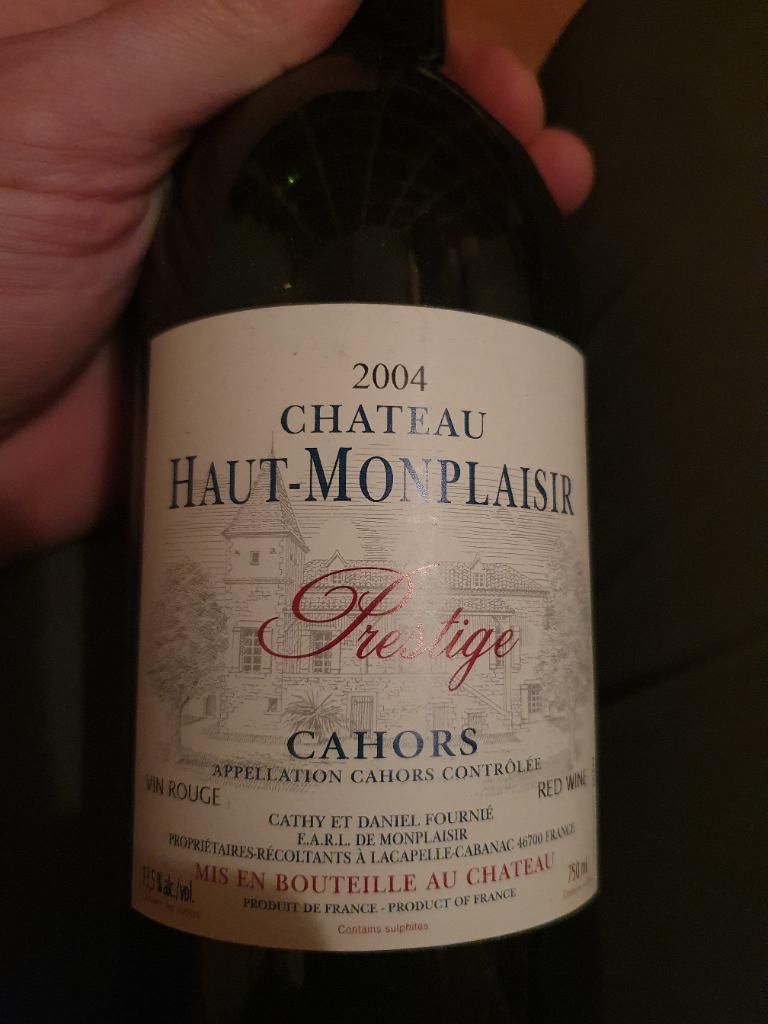 2004
CHATEAU
HAUT-MONPLAISIR
Prestige
CAHORS
APPELLATION CAHORS CONTRÔLÉE
VIN ROUGE
RED WINE
CATHY ET DANIEL FOURNIÉ
E.A.R.L. DE MONPLAISIR
PROPRIÉTAIRES-RÉCOLTANTS À LACAPELLE-CABANAC 46700 FRANCE
MIS EN BOUTEILLE AU CHATEAU
% alc./vol.
750 ml
PRODUIT DE FRANCE - PRODUCT OF FRANCE
Contains sulphites